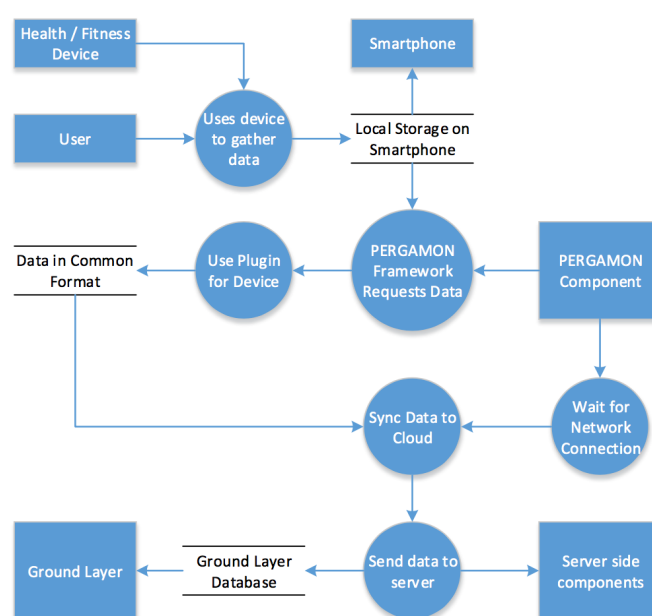 Health / Fitness
Device
Smartphone
User
Uses device
to gather
data
Local Storage on
Smartphone
Data in Common
Format
Use Plugin
for Device
PERGAMON
Framework
Requests Data
PERGAMON
Component
Sync Data to
Cloud
Wait for
Network
Connection
Ground Layer
Ground Layer
Database
Send data to
server
Server side
components